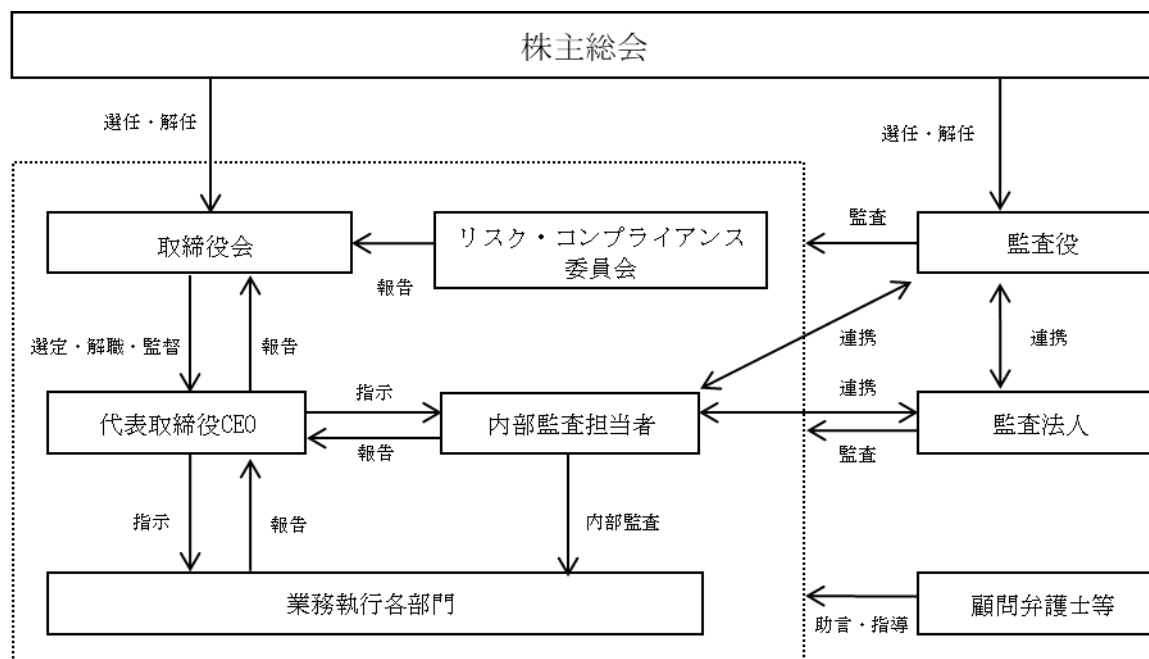 株主総会
選任・解任
選任・解任
取締役会
報告
リスク・コンプライアンス
委員会
監査
監査役
選定・解職・監督
報告
連携
連携
代表取締役CEO
指示
報告
内部監査担当者
連携
監査
監査法人
指示
報告
内部監査
業務執行各部門
助言・指導
顧問弁護士等